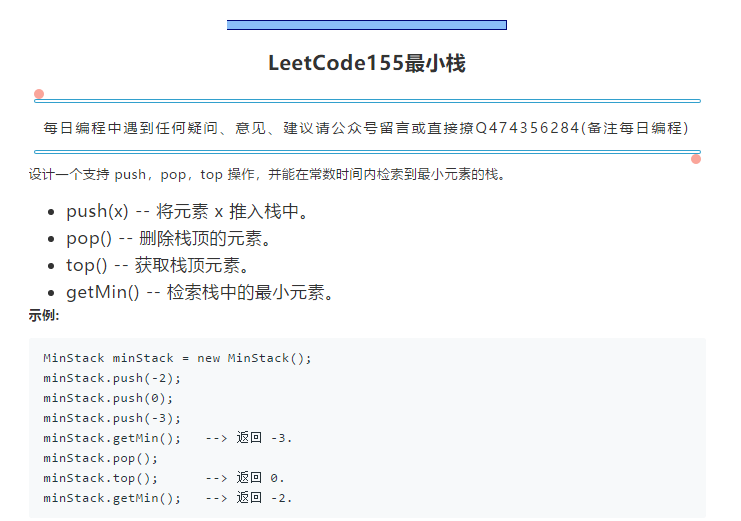 LeetCode155最小栈
每日编程中遇到任何疑问、意见、建议请公众号留言或直接撩Q474356284(备注每日编程)
设计一个支持 push，pop，top 操作，并能在常数时间内检索到最小元素的栈。
• push(x) -- 将元素 x 推入栈中。
• pop() -- 删除栈顶的元素。
• top() -- 获取栈顶元素。
• getMin() -- 检索栈中的最小元素。
示例:
MinStack minStack = new MinStack();
minStack.push(-2);
minStack.push(0);
minStack.push(-3);
minStack.getMin();   --> 返回 -3.
minStack.pop();
minStack.top();      --> 返回 0.
minStack.getMin();   --> 返回 -2.